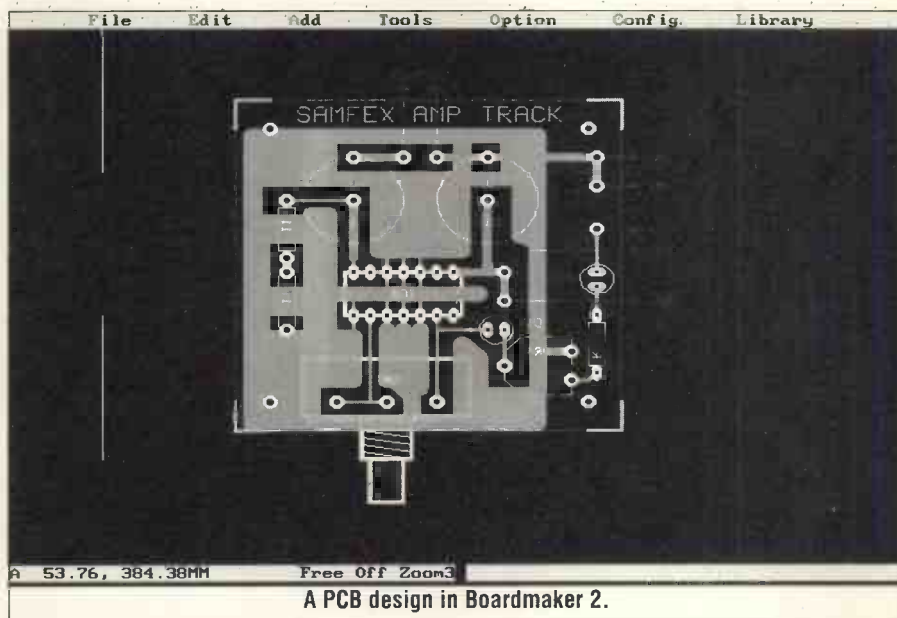 File Edit Add Tools Option Config. Library
SAMFEX AMP TRACK
A 53.76, 384.38MM Free Off Zoom3
A PCB design in Boardmaker 2.